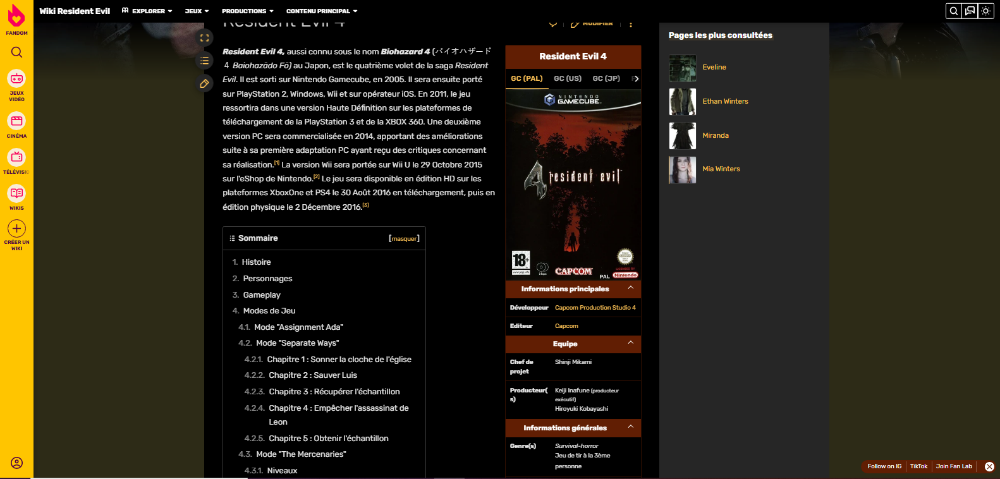 Wiki Resident Evil
EXPLORER
JEUX
PRODUCTIONS
CONTENU PRINCIPAL
FANDOM
JEUX
VIDÉO
CINÉMA
TÉLÉVISIO
WIKIS
CRÉER UN
WIKI
Resident Evil 4
MODIFIER
Resident Evil 4, aussi connu sous le nom Biohazard 4 (バイオハザード
４ Baiohazādo Fō) au Japon, est le quatrième volet de la saga Resident
Evil. Il est sorti sur Nintendo Gamecube, en 2005. Il sera ensuite porté
sur PlayStation 2, Windows, Wii et sur opérateur iOS. En 2011, le jeu
ressortira dans une version Haute Définition sur les plateformes de
téléchargement de la PlayStation 3 et de la XBOX 360. Une deuxième
version PC sera commercialisée en 2014, apportant des améliorations
suite à sa première adaptation PC ayant reçu des critiques concernant
sa réalisation.[1] La version Wii sera portée sur Wii U le 29 Octobre 2015
sur l'eShop de Nintendo.[2] Le jeu sera disponible en édition HD sur les
plateformes XboxOne et PS4 le 30 Août 2016 en téléchargement, puis en
édition physique le 2 Décembre 2016.[3]
Sommaire [masquer]
1. Histoire
2. Personnages
3. Gameplay
4. Modes de Jeu
4.1. Mode "Assignment Ada"
4.2. Mode "Separate Ways"
4.2.1. Chapitre 1 : Sonner la cloche de l'église
4.2.2. Chapitre 2 : Sauver Luis
4.2.3. Chapitre 3 : Récupérer l'échantillon
4.2.4. Chapitre 4 : Empêcher l'assassinat de
Leon
4.2.5. Chapitre 5 : Obtenir l'échantillon
4.3. Mode "The Mercenaries"
4.3.1. Niveaux
Resident Evil 4
GC (PAL) GC (US) GC (JP)
NINTENDO
GAMECUBE
4 resident evil
18+
www.pegi.info
CAPCOM
PAL
LICENSED BY
Nintendo
Informations principales
Développeur Capcom Production Studio 4
Editeur Capcom
Equipe
Chef de Shinji Mikami
projet
Producteur( Keiji Inafune (producteur
s) exécutif)
Hiroyuki Kobayashi
Informations générales
Genre(s) Survival-horror
Jeu de tir à la 3ème
personne
Pages les plus consultées
Eveline
Ethan Winters
Miranda
Mia Winters
Follow on IG
TikTok
Join Fan Lab